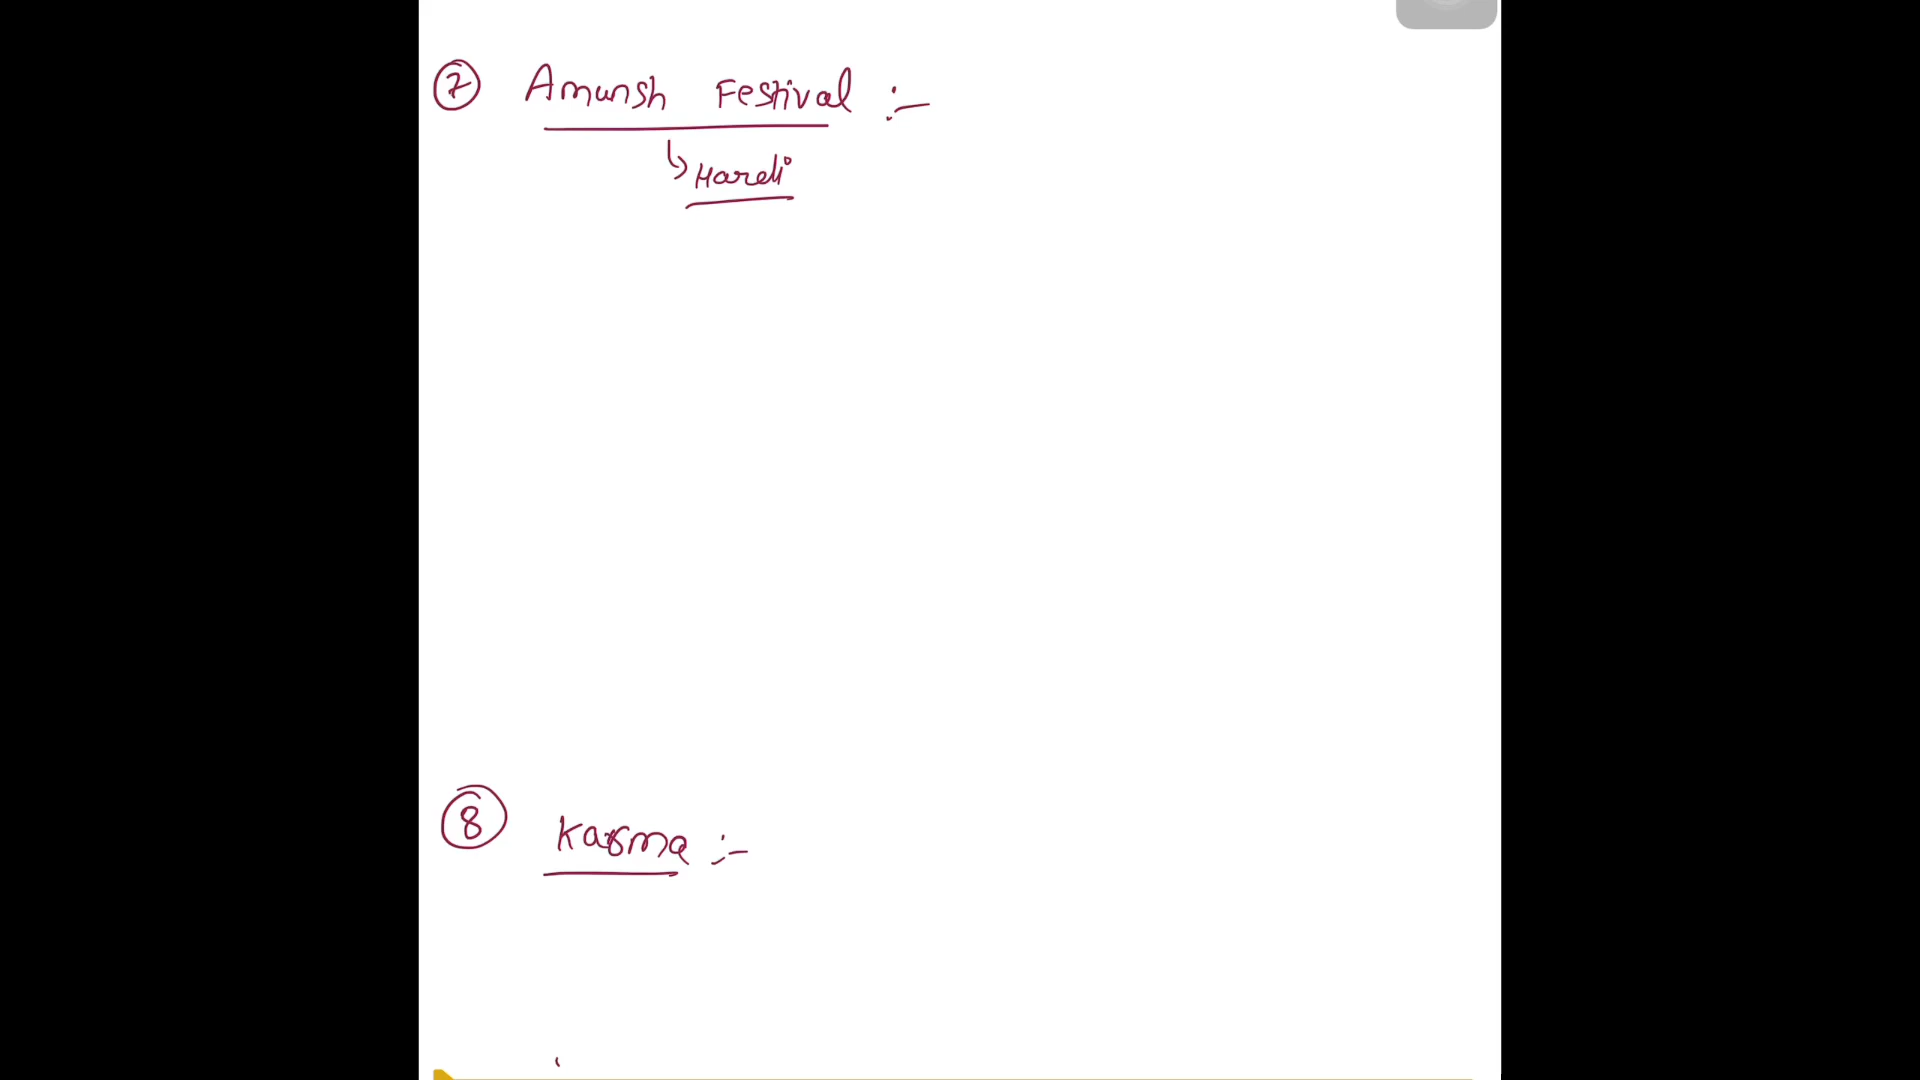 ⑦ Amunsh Festival :-
↳ Hareli
⑧ Karma :-